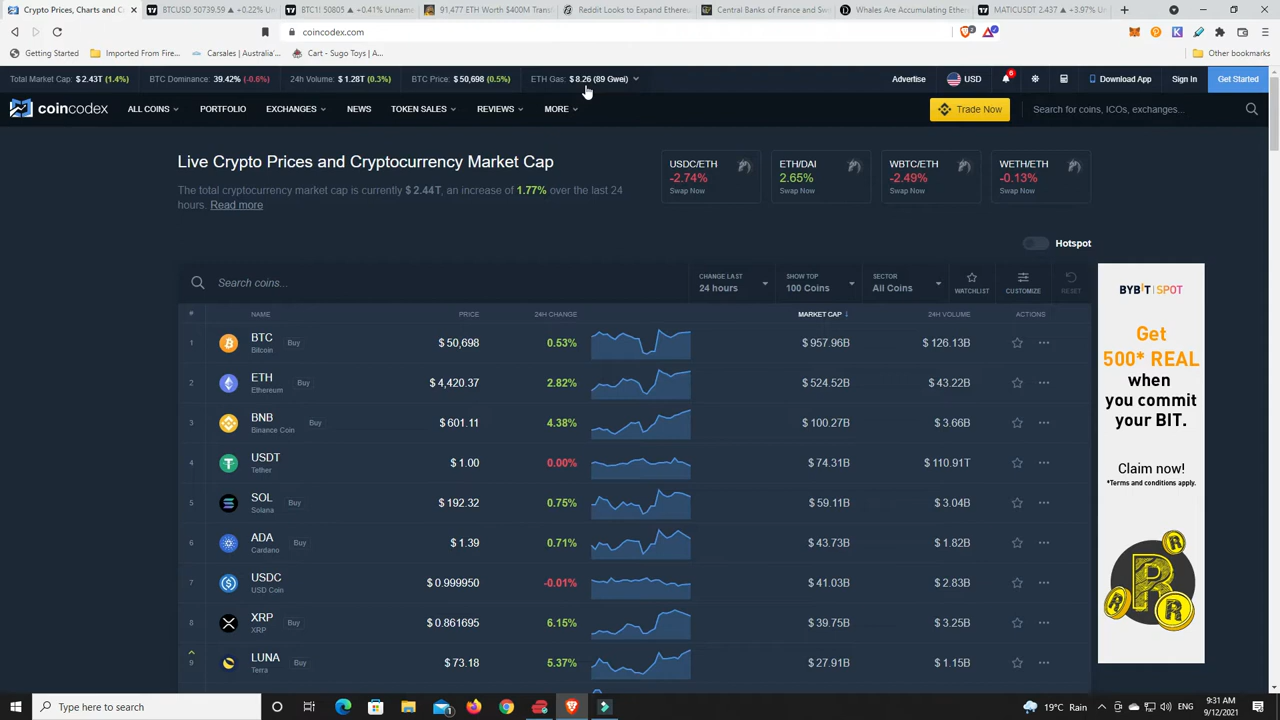 Crypto Prices, Charts and C
BTCUSD 50739.59 ▲ +0.22% Un
BTC1! 50805 ▲ +0.41% Unnam
91,477 ETH Worth $400M Trans
Reddit Looks to Expand Ethereu
Central Banks of France and Sw
Whales Are Accumulating Ether
MATICUSDT 2.437 ▲ +3.97% Un
coincodex.com
Getting Started
Imported From Fire...
Carsales | Australia'...
Cart - Sugo Toys | A...
Other bookmarks
Total Market Cap: $ 2.43T (1.4%)
BTC Dominance: 39.42% (-0.6%)
24h Volume: $ 1.28T (0.3%)
BTC Price: $ 50,698 (0.5%)
ETH Gas: $ 8.26 (89 Gwei)
Advertise
USD
6
Download App
Sign In
Get Started
coincodex
ALL COINS
PORTFOLIO
EXCHANGES
NEWS
TOKEN SALES
REVIEWS
MORE
Trade Now
Search for coins, ICOs, exchanges...
Live Crypto Prices and Cryptocurrency Market Cap
The total cryptocurrency market cap is currently $ 2.44T, an increase of 1.77% over the last 24
hours. Read more
USDC/ETH
-2.74%
Swap Now
ETH/DAI
2.65%
Swap Now
WBTC/ETH
-2.49%
Swap Now
WETH/ETH
-0.13%
Swap Now
Hotspot
Search coins...
CHANGE LAST
24 hours
SHOW TOP
100 Coins
SECTOR
All Coins
WATCHLIST
CUSTOMIZE
RESET
# NAME PRICE 24H CHANGE MARKET CAP ↓ 24H VOLUME ACTIONS
1 BTC Buy $ 50,698 0.53% $ 957.96B $ 126.13B
Bitcoin
2 ETH Buy $ 4,420.37 2.82% $ 524.52B $ 43.22B
Ethereum
3 BNB Buy $ 601.11 4.38% $ 100.27B $ 3.66B
Binance Coin
4 USDT $ 1.00 0.00% $ 74.31B $ 110.91T
Tether
5 SOL Buy $ 192.32 0.75% $ 59.11B $ 3.04B
Solana
6 ADA Buy $ 1.39 0.71% $ 43.73B $ 1.82B
Cardano
7 USDC $ 0.999950 -0.01% $ 41.03B $ 2.83B
USD Coin
8 XRP Buy $ 0.861695 6.15% $ 39.75B $ 3.25B
XRP
9 LUNA Buy $ 73.18 5.37% $ 27.91B $ 1.15B
Terra
BYBIT | SPOT
Get
500* REAL
when
you commit
your BIT.
Claim now!
*Terms and conditions apply.
Type here to search
19°C Rain
ENG
9:31 AM
9/12/2021